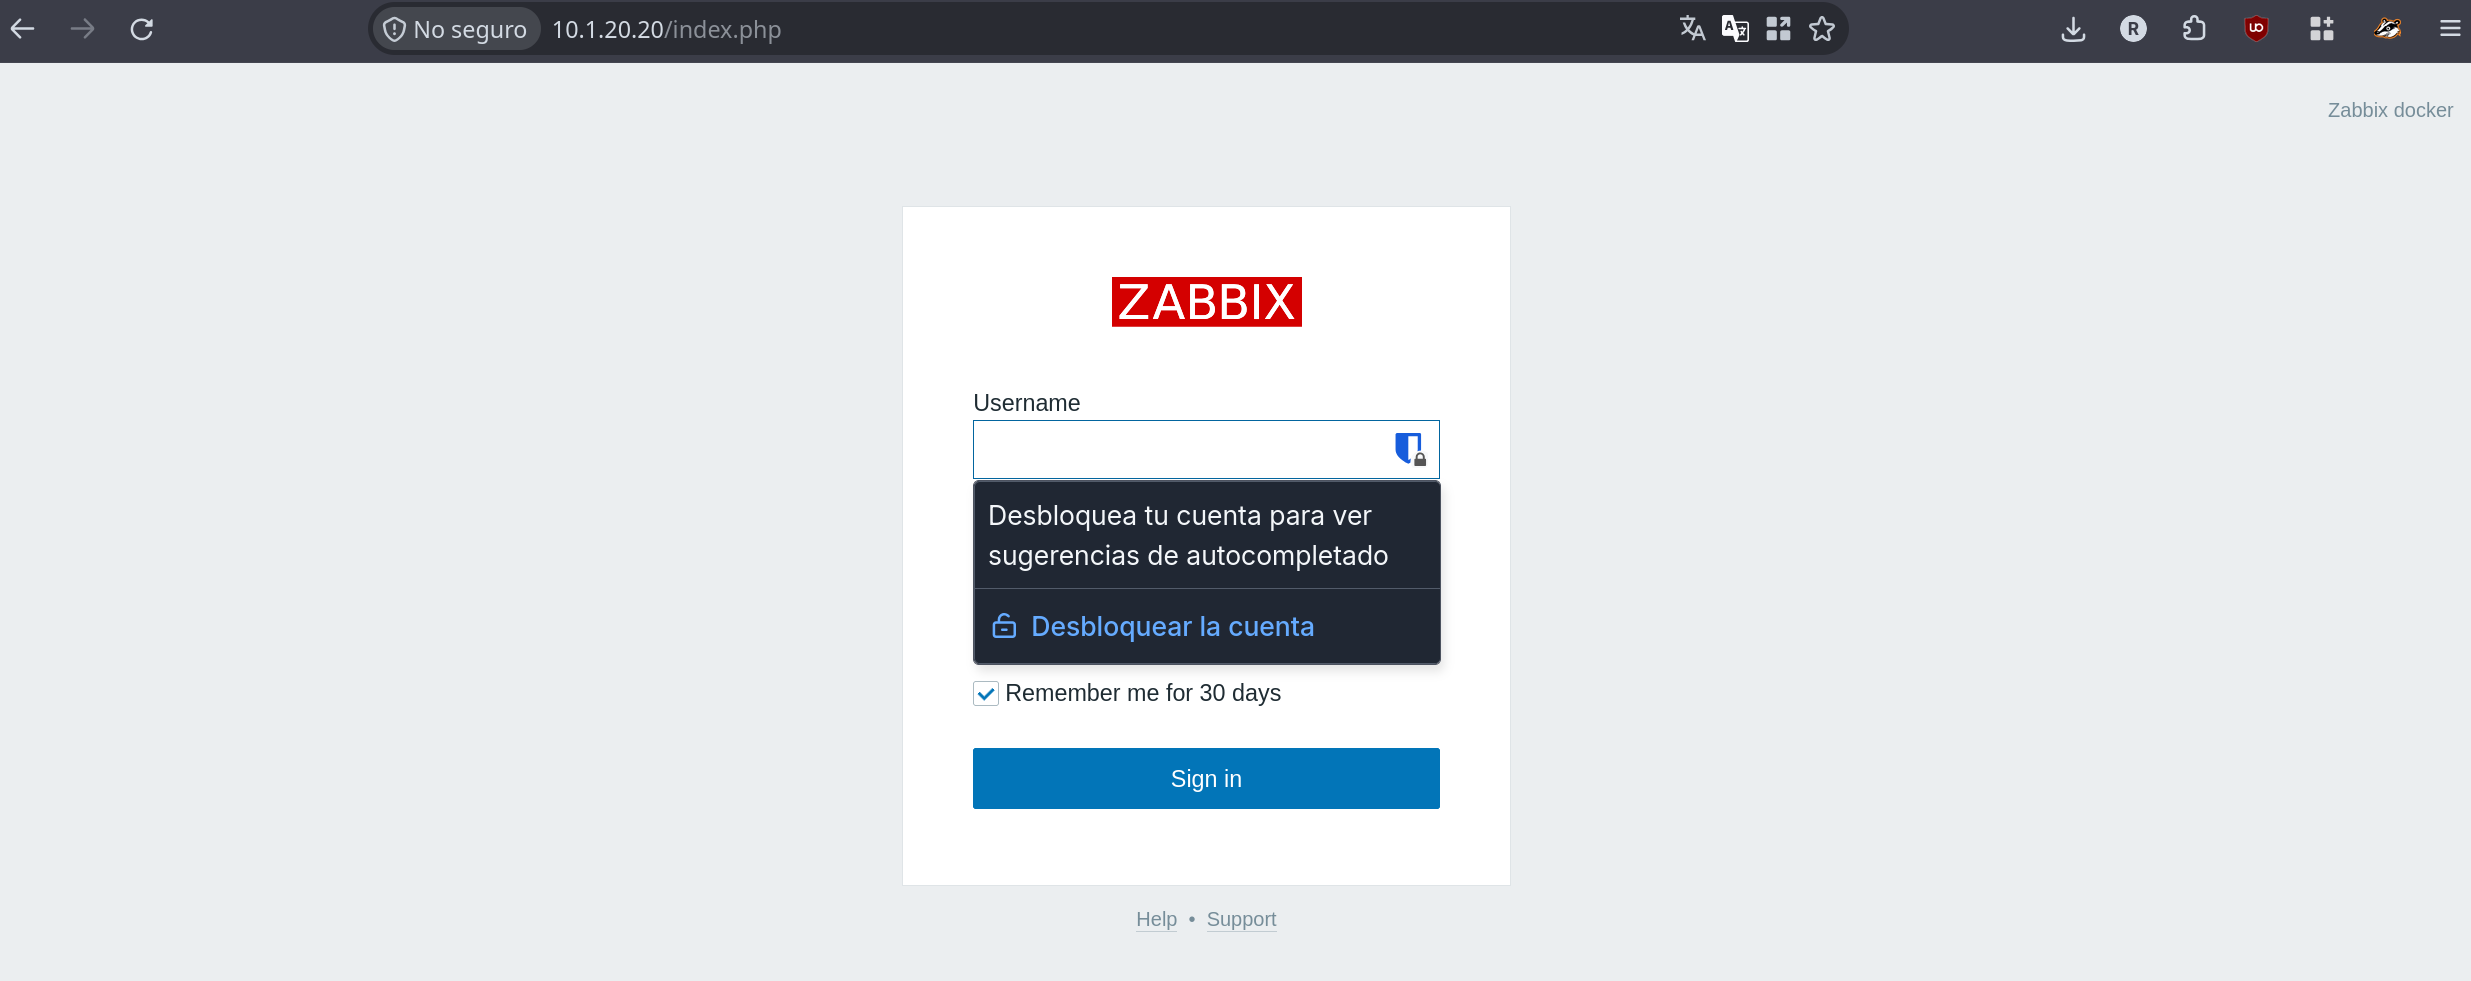 No seguro 10.1.20.20/index.php
Zabbix docker
ZABBIX
Username
Desbloquea tu cuenta para ver
sugerencias de autocompletado
Desbloquear la cuenta
Remember me for 30 days
Sign in
Help • Support